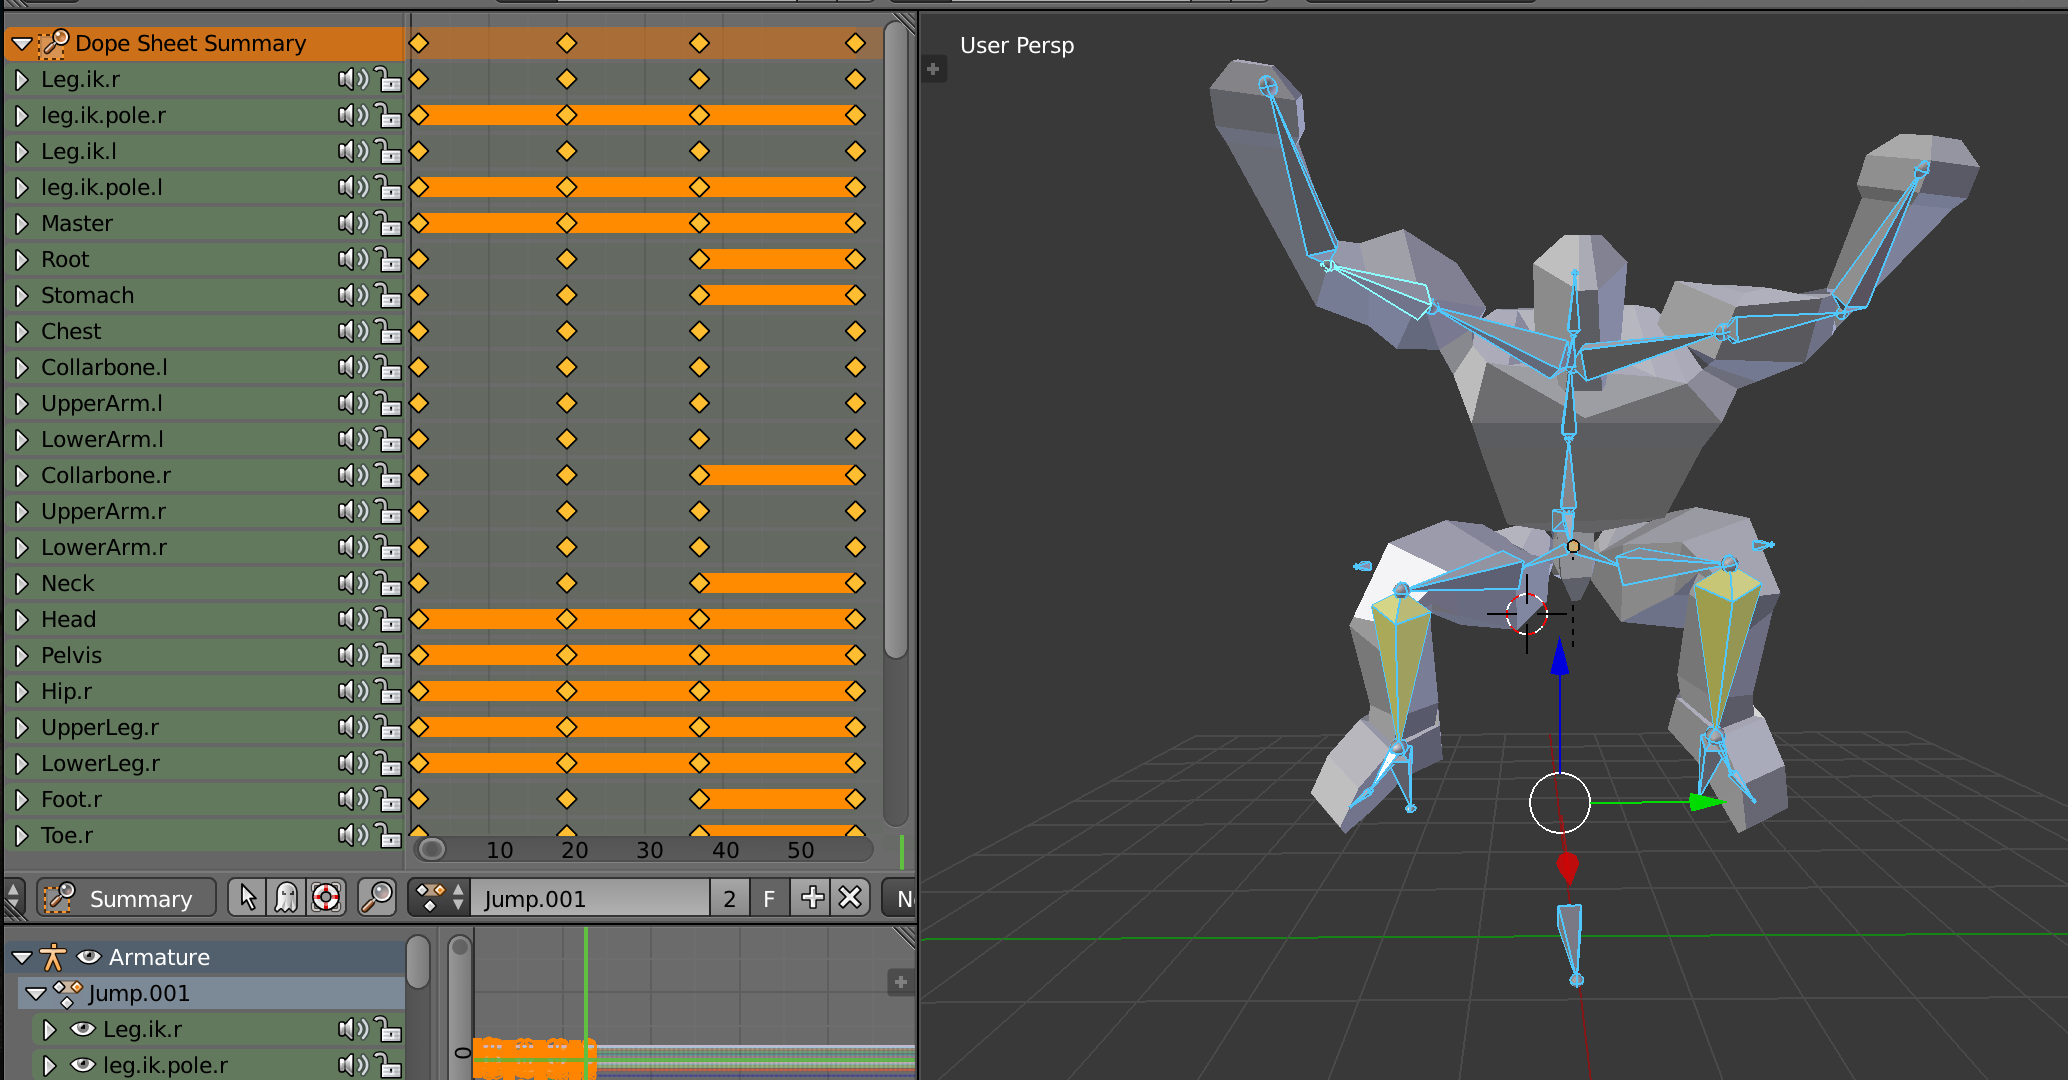 Dope Sheet Summary
Leg.ik.r
leg.ik.pole.r
Leg.ik.l
leg.ik.pole.l
Master
Root
Stomach
Chest
Collarbone.l
UpperArm.l
LowerArm.l
Collarbone.r
UpperArm.r
LowerArm.r
Neck
Head
Pelvis
Hip.r
UpperLeg.r
LowerLeg.r
Foot.r
Toe.r
10 20 30 40 50
Summary Jump.001 2 F
Armature
Jump.001
Leg.ik.r
leg.ik.pole.r
0
User Persp